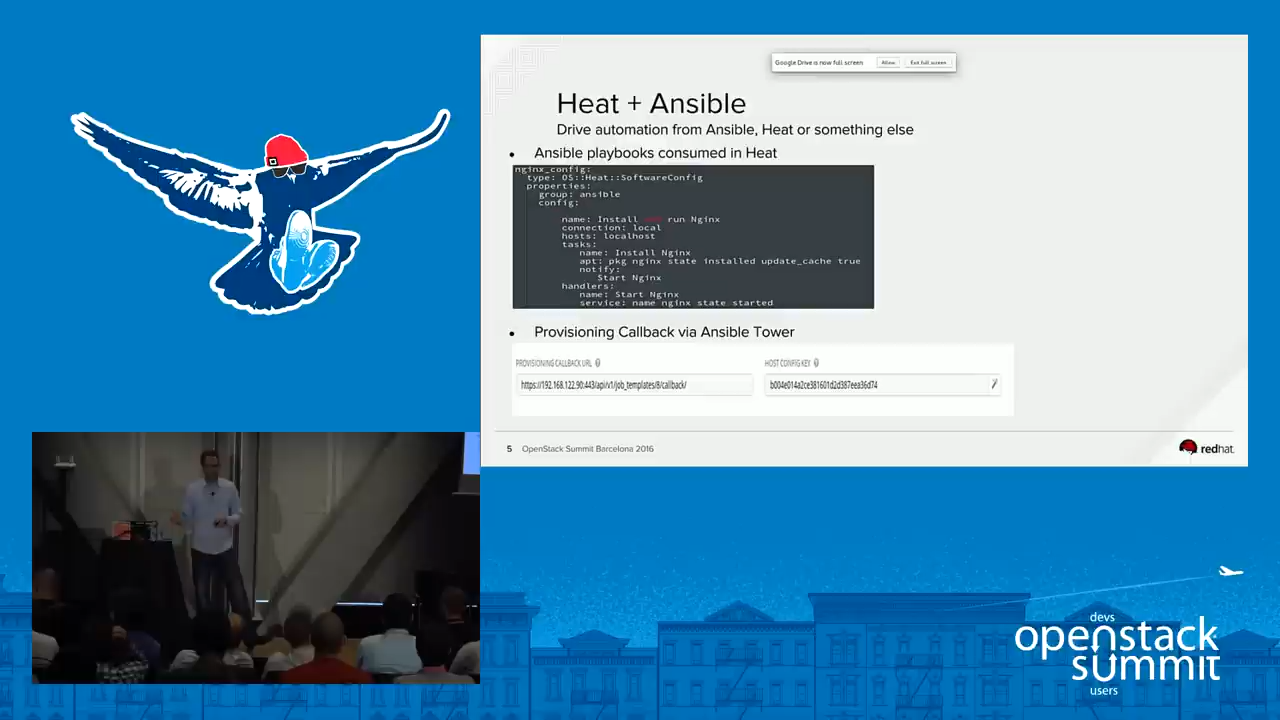 Google Drive is now full screen Allow Exit full screen
Heat + Ansible
Drive automation from Ansible, Heat or something else
• Ansible playbooks consumed in Heat
nginx_config:
type: OS::Heat::SoftwareConfig
properties:
group: ansible
config:
name: Install and run Nginx
connection: local
hosts: localhost
tasks:
name: Install Nginx
apt: pkg nginx state installed update_cache true
notify:
Start Nginx
handlers:
name: Start Nginx
service: name nginx state started
• Provisioning Callback via Ansible Tower
PROVISIONING CALLBACK URL HOST CONFIG KEY
https://192.168.122.90:443/api/v1/job_templates/8/callback/ b004e014a2ce381601d2d387eea36d74
5 OpenStack Summit Barcelona 2016
redhat
devs
openstack
summit
users